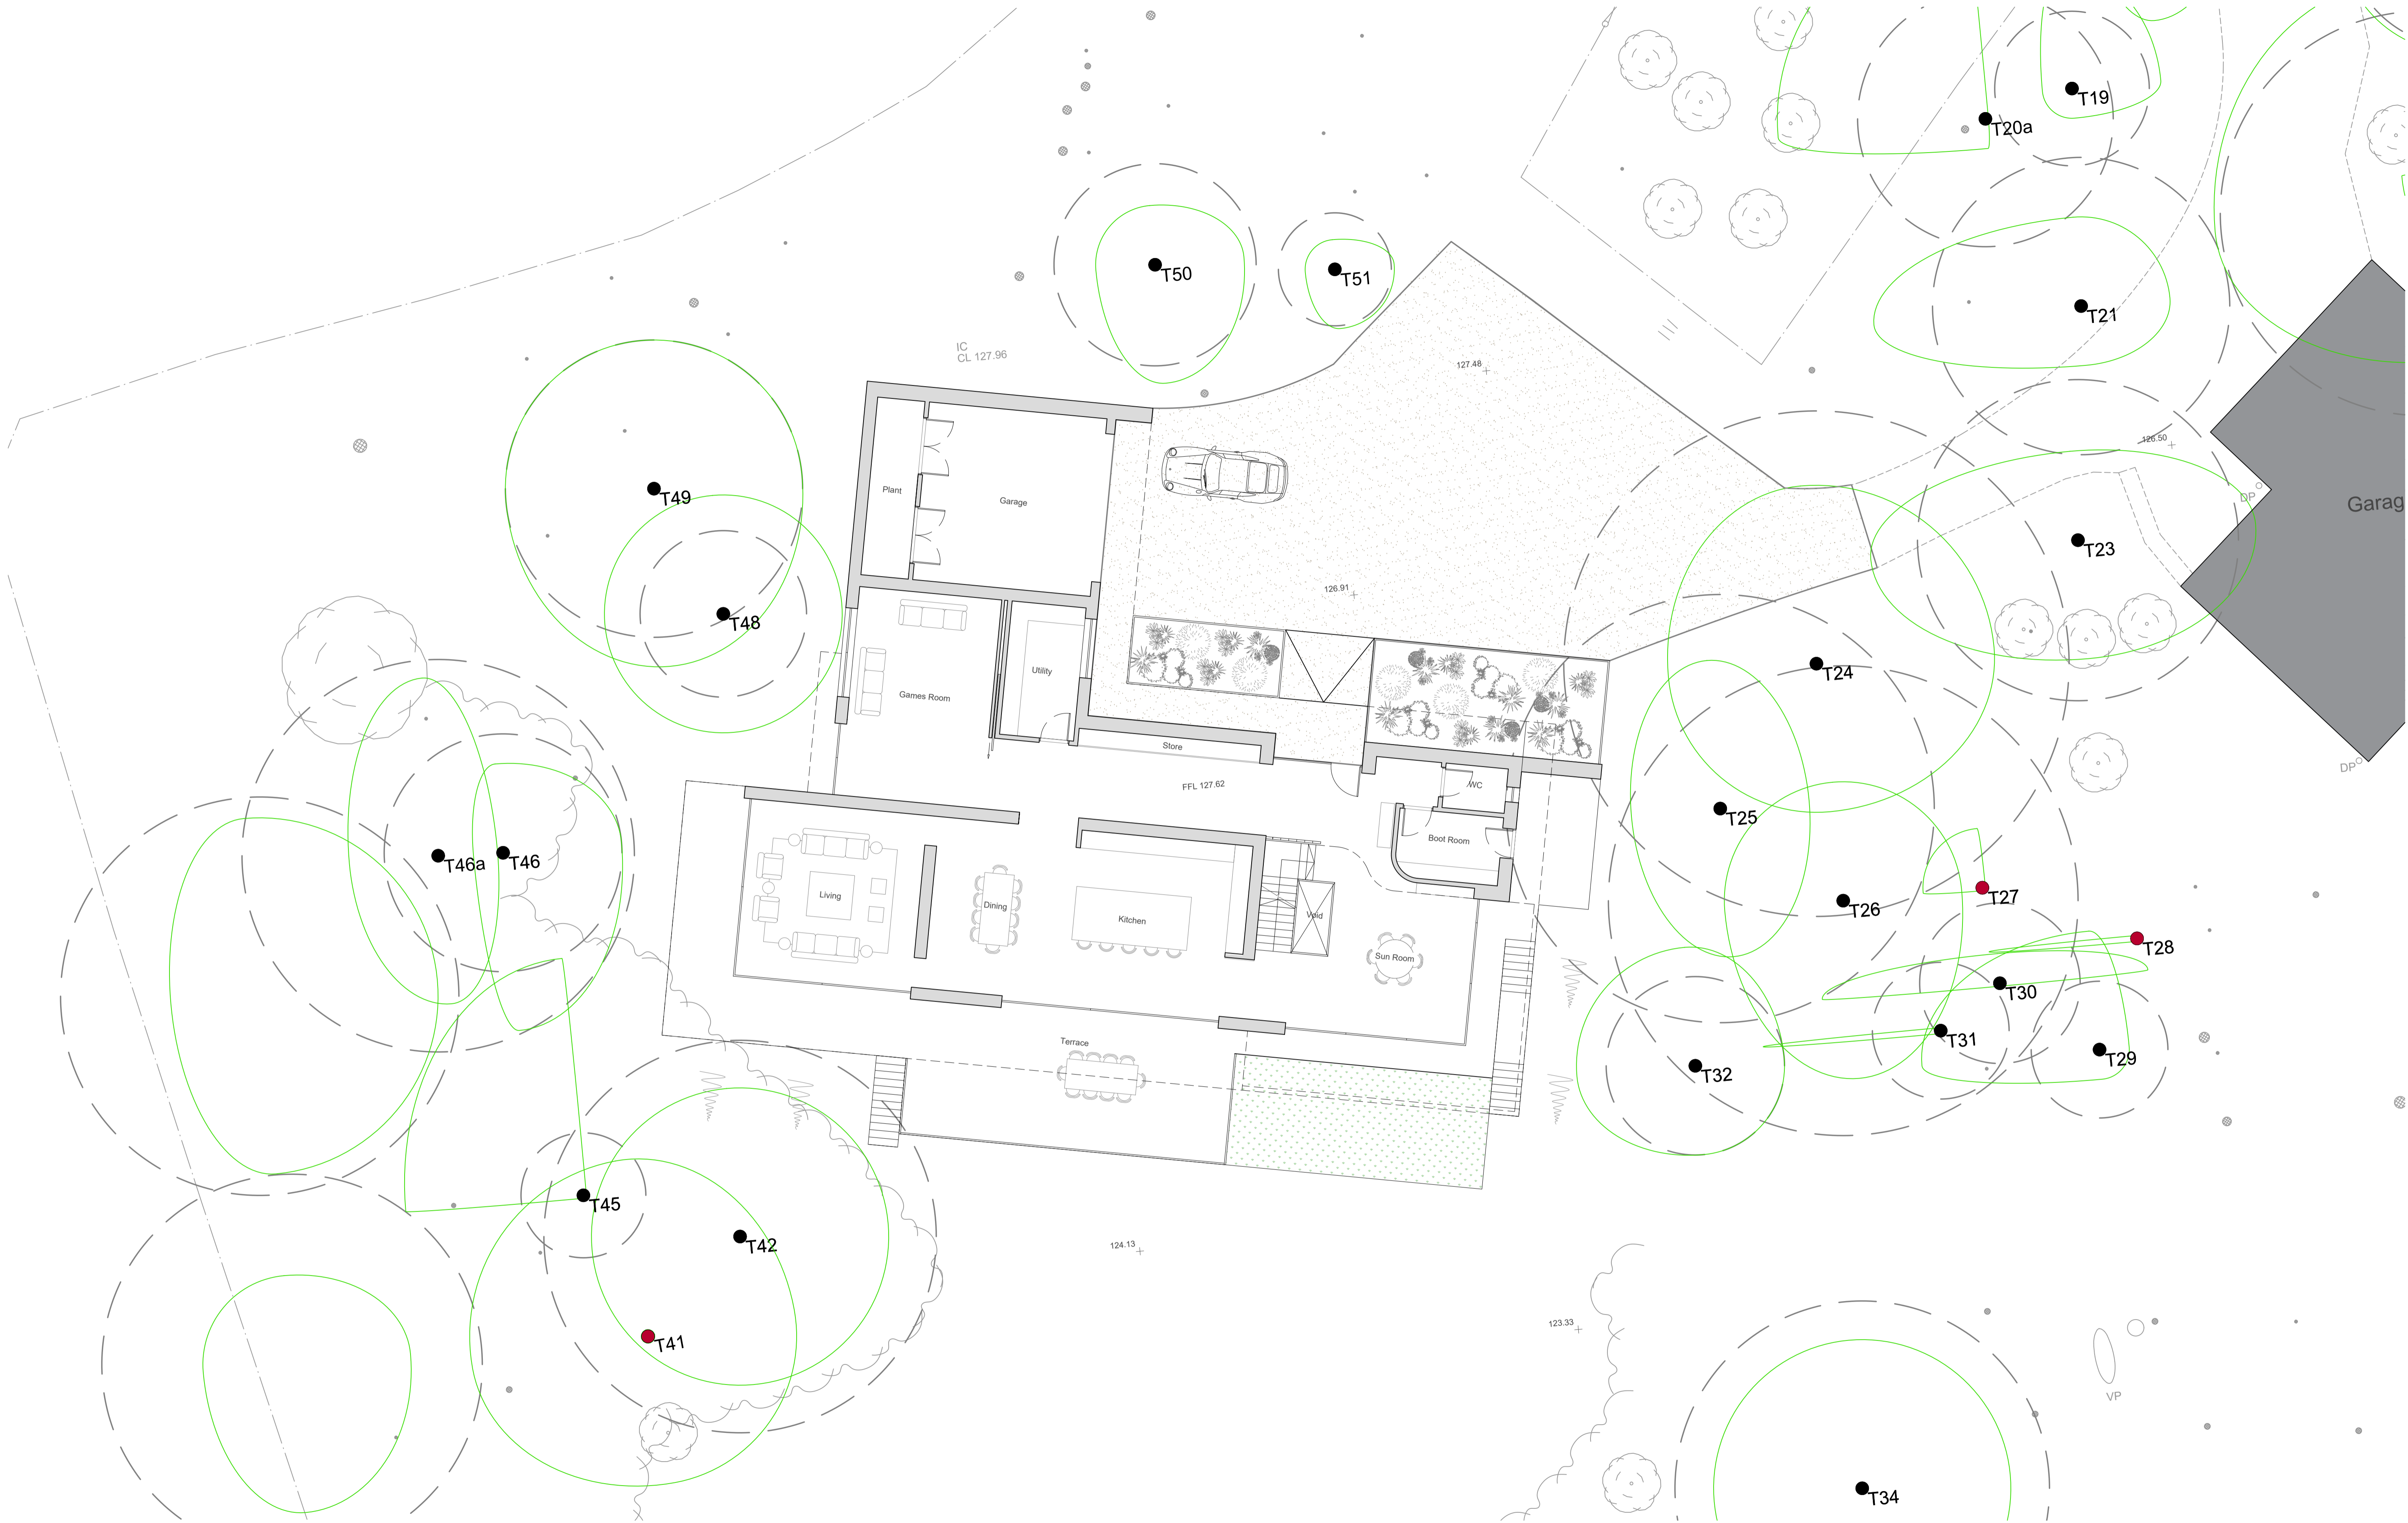 T19
T20a
T50
T51
T21
IC
CL 127.96
127.48
126.50
T49
Plant
Garage
DP
Garag
T23
126.91
T48
Utility
Games Room
T24
Store
FFL 127.62
WC
DP
T25
Boot Room
T46a
T46
Living
Dining
Kitchen
Void
T27
T26
T28
Sun Room
T30
T31
Terrace
T29
T32
T45
T42
124.13
T41
123.33
VP
T34